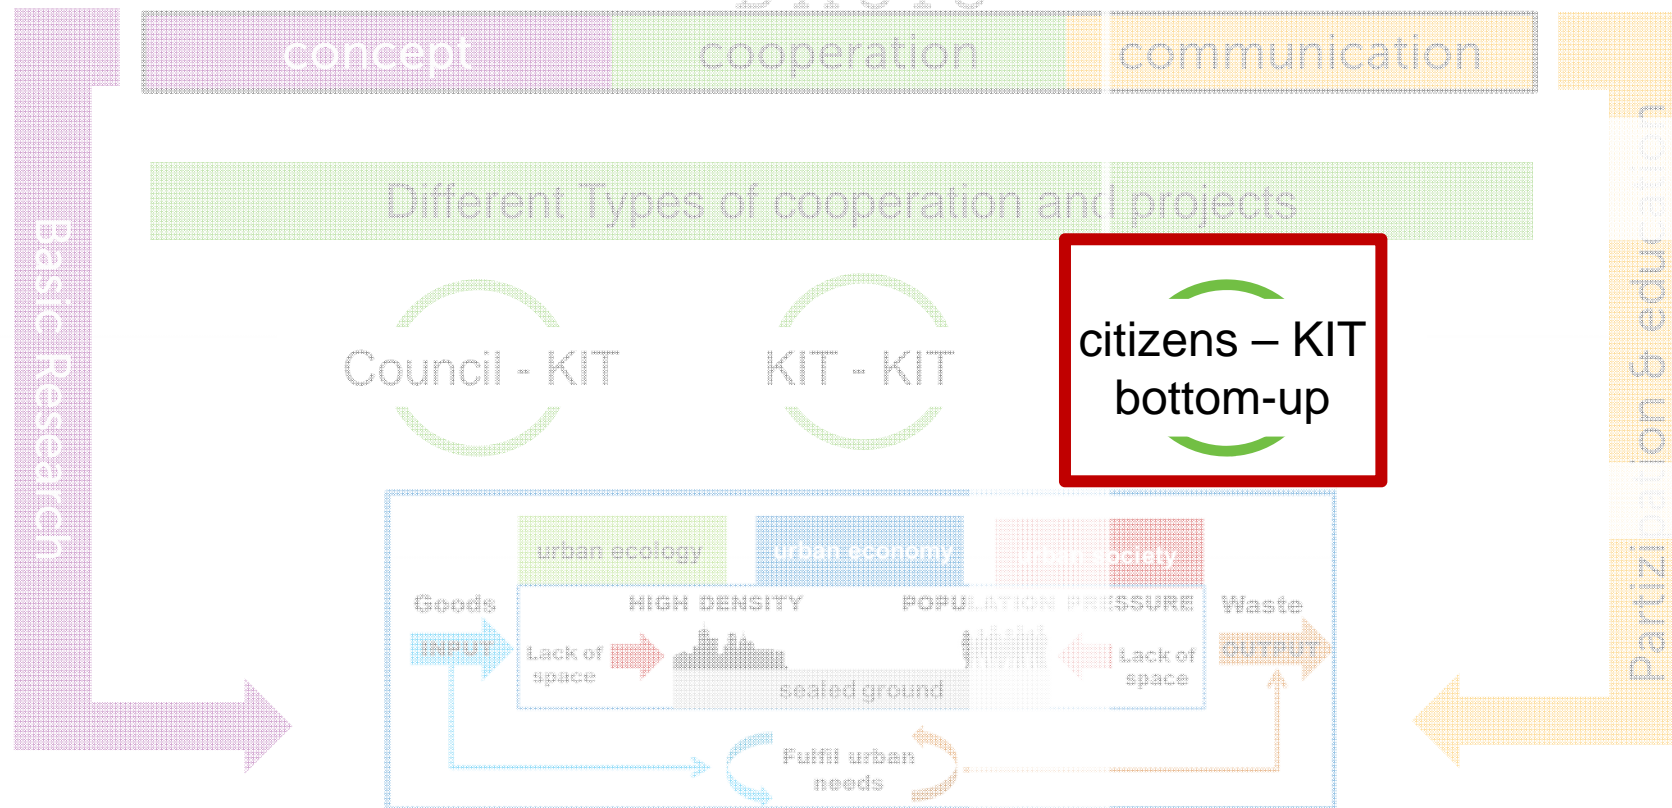 concept cooperation communication
Different Types of cooperation and projects
Basic Research
Council - KIT
KIT - KIT
citizens – KIT
bottom-up
Partizipation & education
urban ecology
urban economy
urban society
Goods
HIGH DENSITY
POPULATION PRESSURE
Waste
INPUT
Lack of
space
Lack of
space
OUTPUT
sealed ground
Fulfil urban
needs